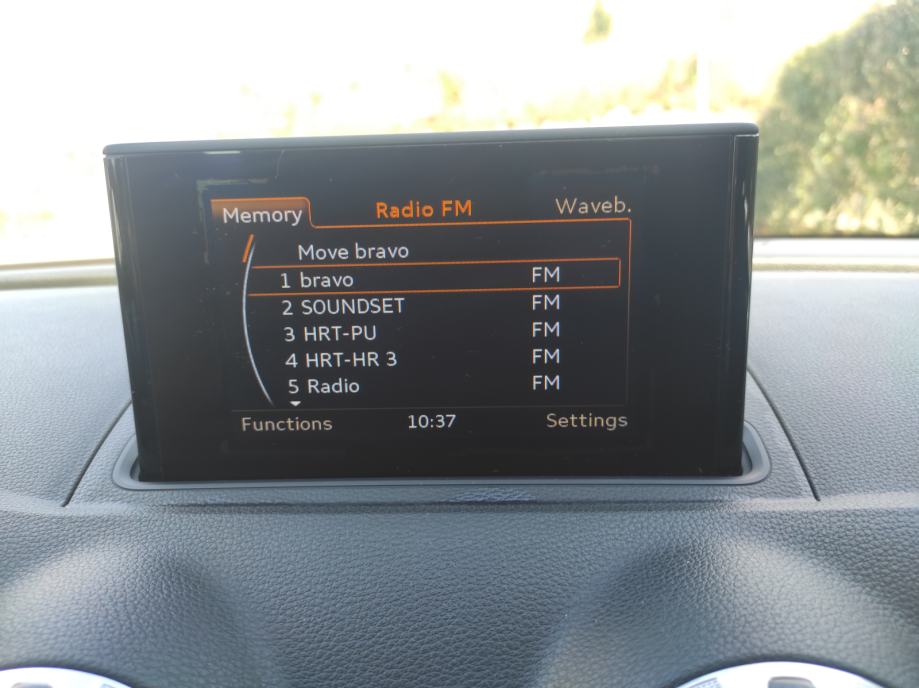 Memory Radio FM Waveb.
Move bravo
1 bravo FM
2 SOUNDSET FM
3 HRT-PU FM
4 HRT-HR 3 FM
5 Radio FM
Functions 10:37 Settings